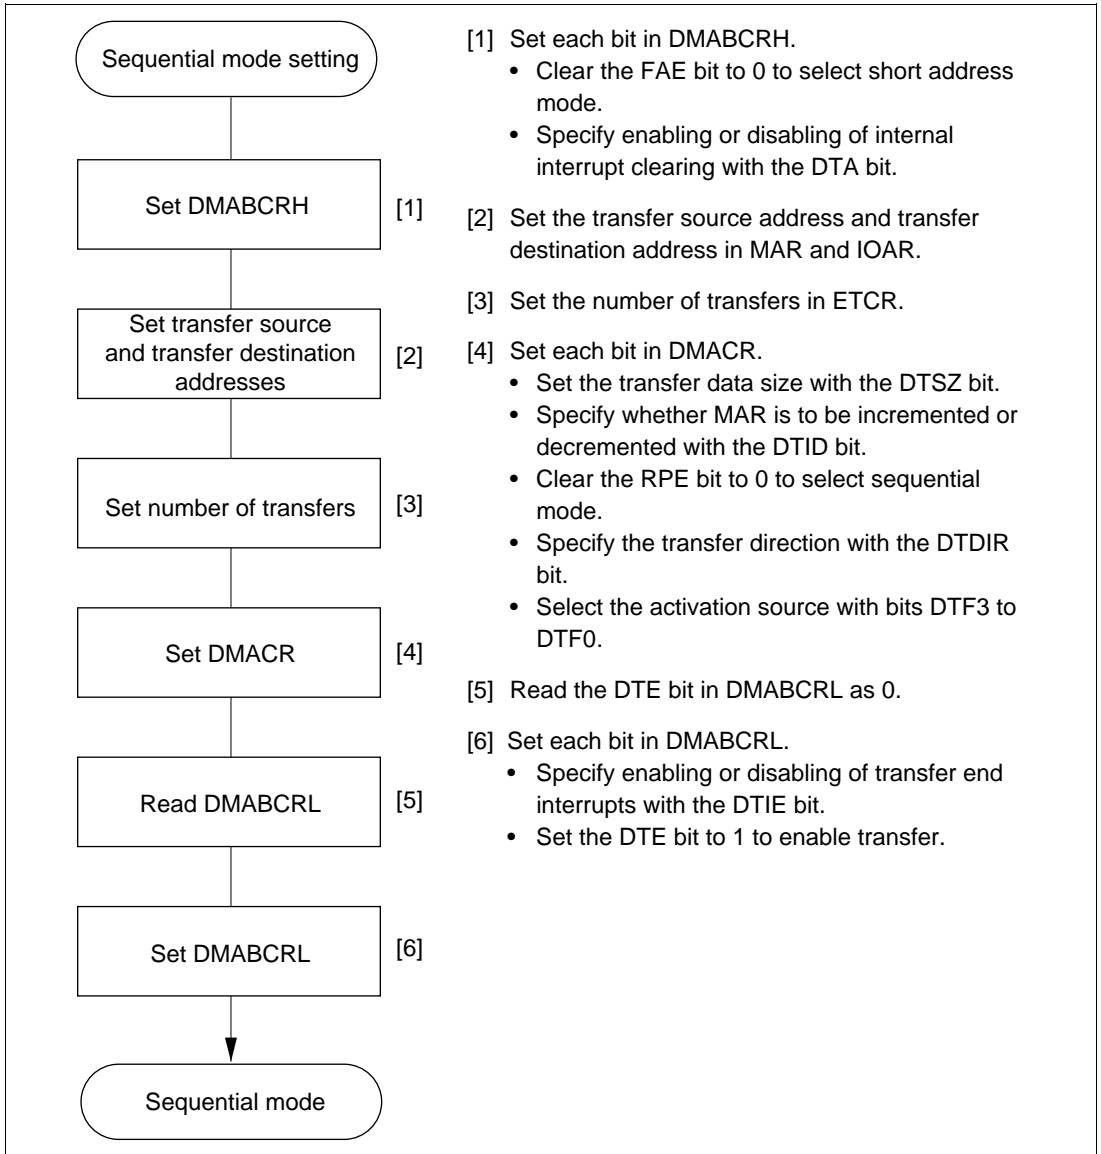 Sequential mode setting
Set DMABCRH
[1]
Set transfer source
and transfer destination
addresses
[2]
Set number of transfers
[3]
Set DMACR
[4]
Read DMABCRL
[5]
Set DMABCRL
[6]
Sequential mode
[1] Set each bit in DMABCRH.
• Clear the FAE bit to 0 to select short address
mode.
• Specify enabling or disabling of internal
interrupt clearing with the DTA bit.
[2] Set the transfer source address and transfer
destination address in MAR and IOAR.
[3] Set the number of transfers in ETCR.
[4] Set each bit in DMACR.
• Set the transfer data size with the DTSZ bit.
• Specify whether MAR is to be incremented or
decremented with the DTID bit.
• Clear the RPE bit to 0 to select sequential
mode.
• Specify the transfer direction with the DTDIR
bit.
• Select the activation source with bits DTF3 to
DTF0.
[5] Read the DTE bit in DMABCRL as 0.
[6] Set each bit in DMABCRL.
• Specify enabling or disabling of transfer end
interrupts with the DTIE bit.
• Set the DTE bit to 1 to enable transfer.